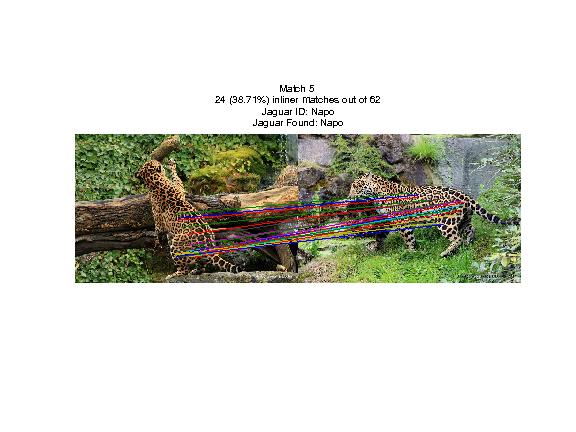 Match 5
24 (38.71%) inliner matches out of 62
Jaguar ID: Napo
Jaguar Found: Napo